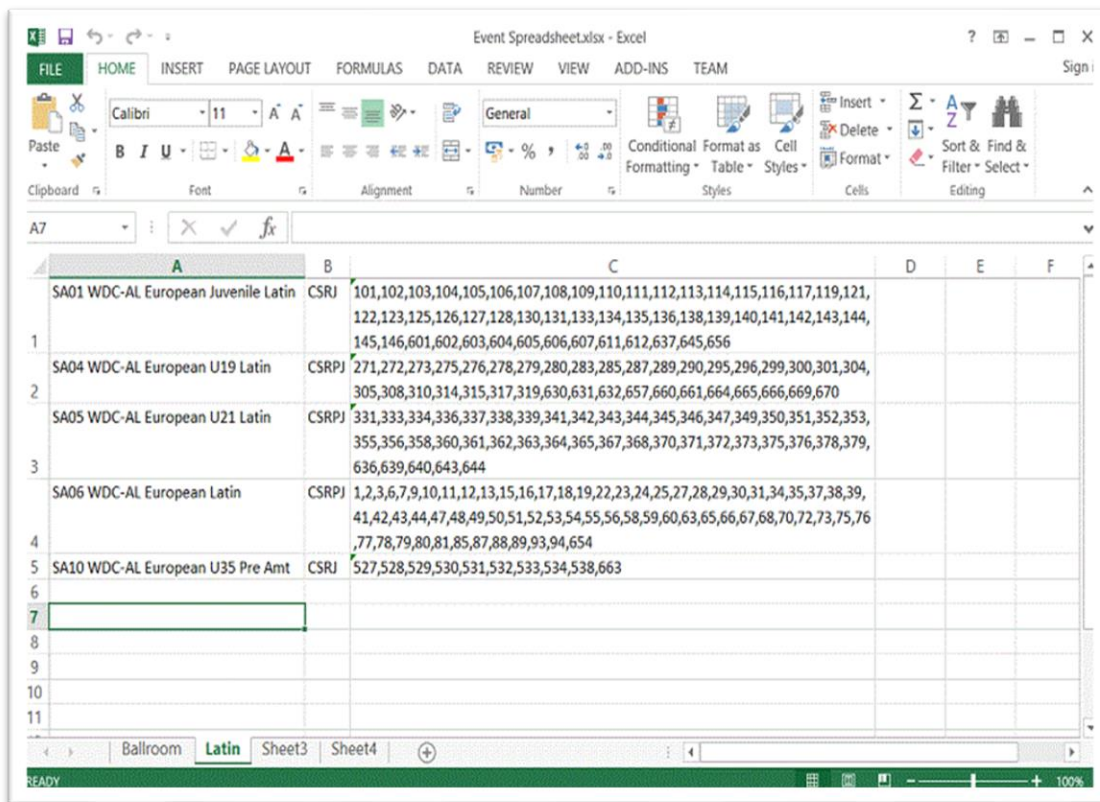 Event Spreadsheet.xlsx - Excel
FILE HOME INSERT PAGE LAYOUT FORMULAS DATA REVIEW VIEW ADD-INS TEAM Sign
Paste
Clipboard
Calibri 11 A A
B I U A
Font
Alignment
General
% ,
Number
Conditional Formatting
Format as Table
Cell Styles
Styles
Insert
Delete
Format
Cells
Sort & Filter
Find & Select
Editing
A7 fx
A B C D E F
1 SA01 WDC-AL European Juvenile Latin CSRJ 101,102,103,104,105,106,107,108,109,110,111,112,113,114,115,116,117,119,121,
122,123,125,126,127,128,130,131,133,134,135,136,138,139,140,141,142,143,144,
145,146,601,602,603,604,605,606,607,611,612,637,645,656
2 SA04 WDC-AL European U19 Latin CSRPJ 271,272,273,275,276,278,279,280,283,285,287,289,290,295,296,299,300,301,304,
305,308,310,314,315,317,319,630,631,632,657,660,661,664,665,666,669,670
3 SA05 WDC-AL European U21 Latin CSRPJ 331,333,334,336,337,338,339,341,342,343,344,345,346,347,349,350,351,352,353,
355,356,358,360,361,362,363,364,365,367,368,370,371,372,373,375,376,378,379,
636,639,640,643,644
4 SA06 WDC-AL European Latin CSRPJ 1,2,3,6,7,9,10,11,12,13,15,16,17,18,19,22,23,24,25,27,28,29,30,31,34,35,37,38,39,
41,42,43,44,47,48,49,50,51,52,53,54,55,56,58,59,60,63,65,66,67,68,70,72,73,75,76
,77,78,79,80,81,85,87,88,89,93,94,654
5 SA10 WDC-AL European U35 Pre Amt CSRJ 527,528,529,530,531,532,533,534,538,663
6
7
8
9
10
11
Ballroom Latin Sheet3 Sheet4
READY 100%